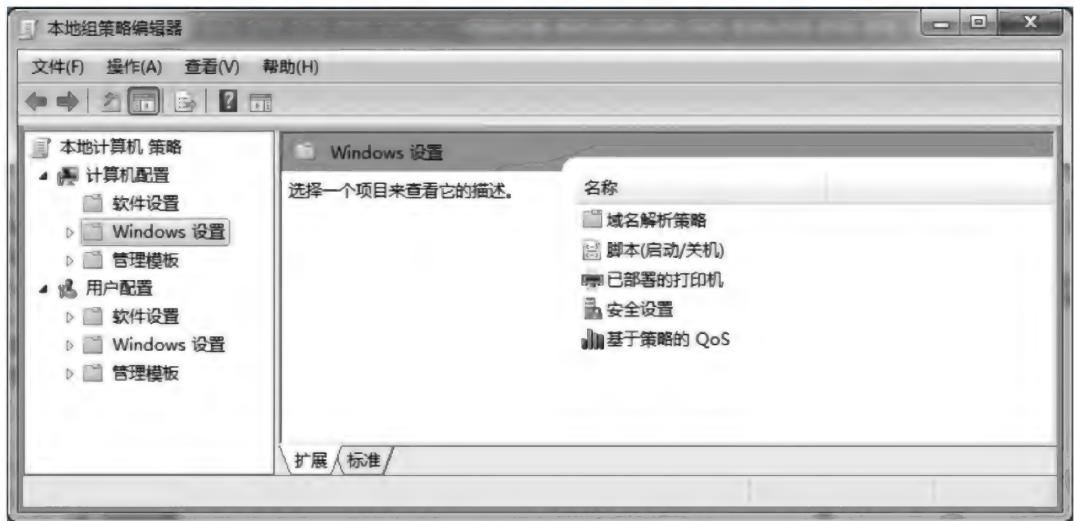 本地组策略编辑器
文件(F) 操作(A) 查看(V) 帮助(H)
本地计算机 策略
计算机配置
软件设置
Windows 设置
管理模板
用户配置
软件设置
Windows 设置
管理模板
Windows 设置
选择一个项目来查看它的描述。
名称
域名解析策略
脚本(启动/关机)
已部署的打印机
安全设置
基于策略的 QoS
扩展 标准